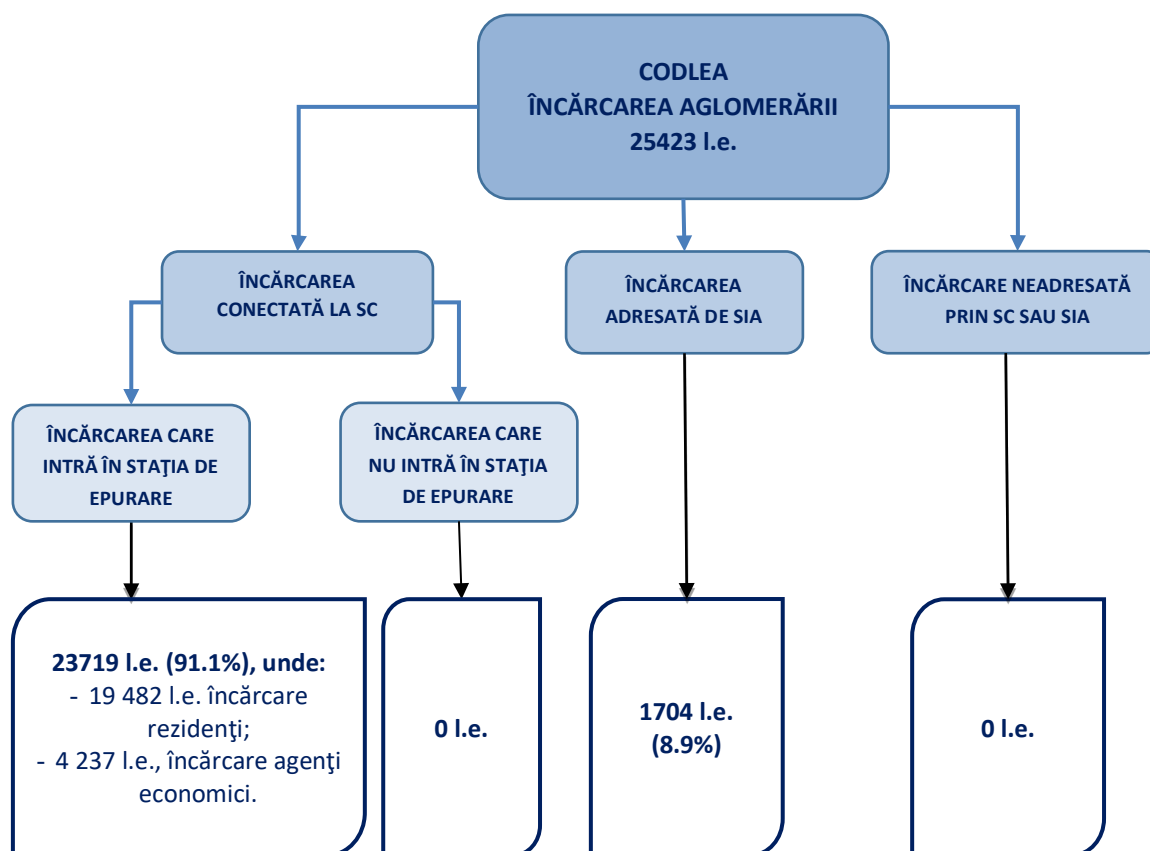 CODLEA
ÎNCĂRCAREA AGLOMERĂRII
25423 l.e.
ÎNCĂRCAREA
CONECTATĂ LA SC
ÎNCĂRCAREA
ADRESATĂ DE SIA
ÎNCĂRCARE NEADRESATĂ
PRIN SC SAU SIA
ÎNCĂRCAREA CARE
INTRĂ ÎN STAŢIA DE
EPURARE
ÎNCĂRCAREA CARE
NU INTRĂ ÎN STAŢIA
DE EPURARE
23719 l.e. (91.1%), unde:
- 19 482 l.e. încărcare
rezidenţi;
- 4 237 l.e., încărcare agenţi
economici.
0 l.e.
1704 l.e.
(8.9%)
0 l.e.